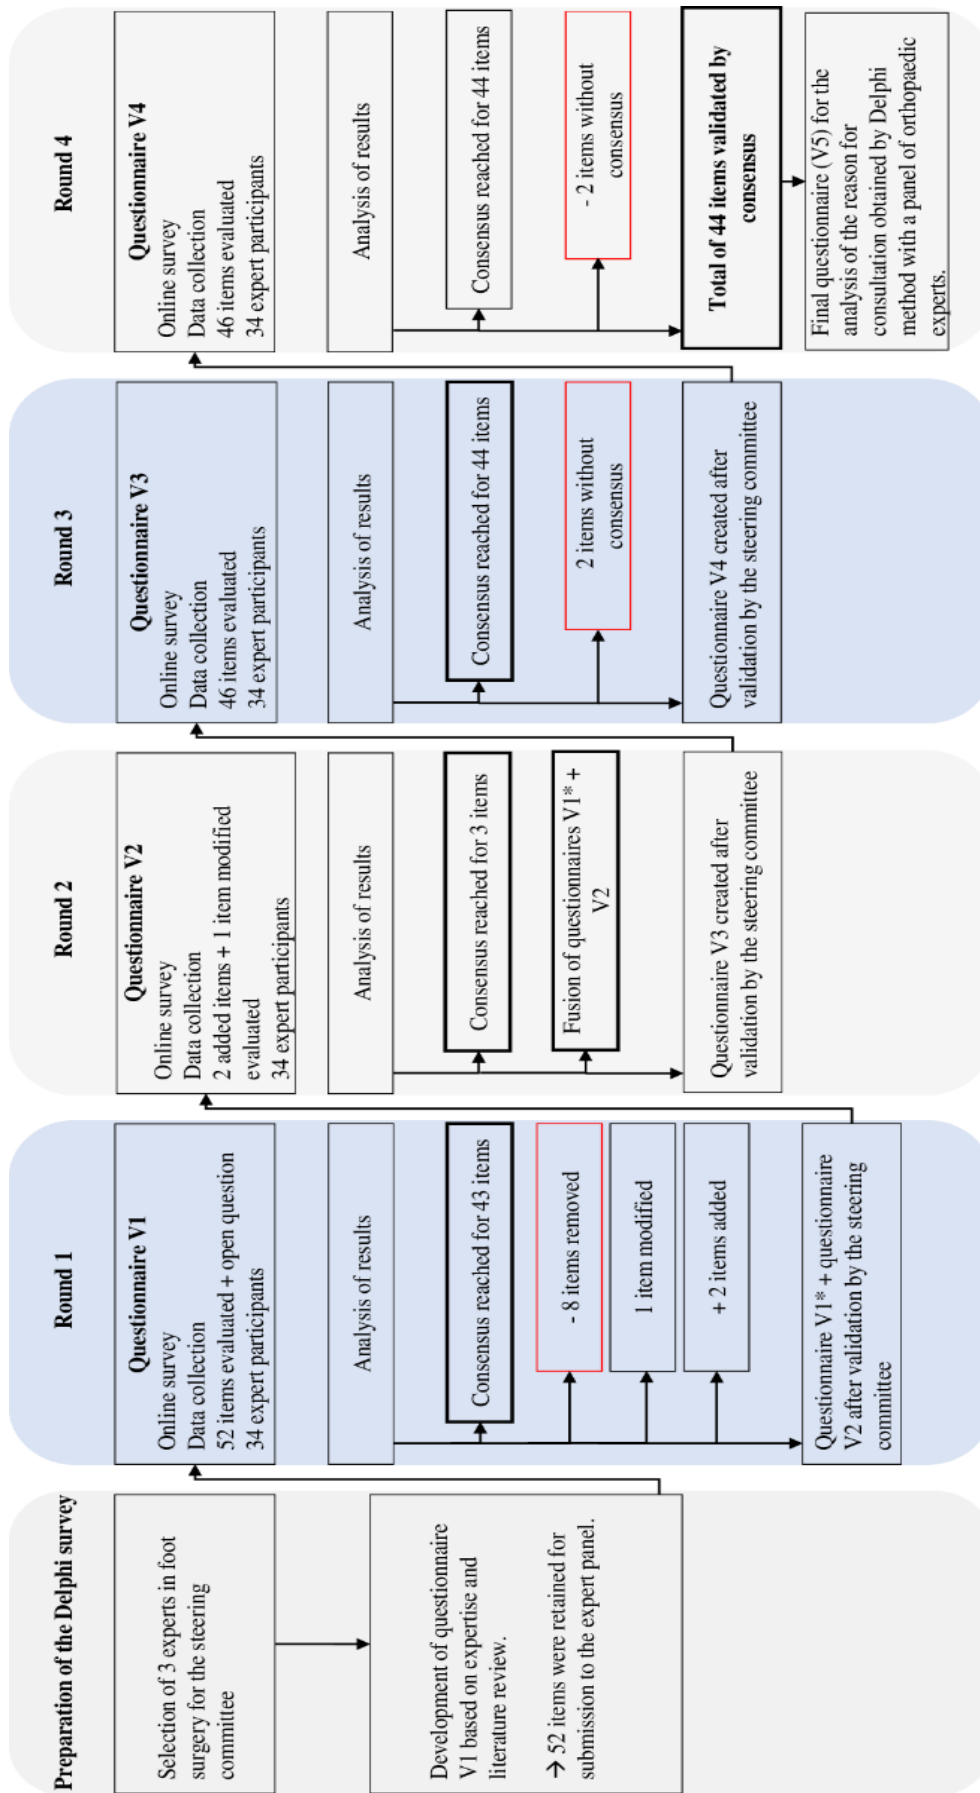 Preparation of the Delphi survey
Selection of 3 experts in foot
surgery for the steering
committee
Development of questionnaire
V1 based on expertise and
literature review.
→ 52 items were retained for
submission to the expert panel.
Round 1
Questionnaire V1
Online survey
Data collection
52 items evaluated + open question
34 expert participants
Analysis of results
Consensus reached for 43 items
- 8 items removed
1 item modified
+ 2 items added
Questionnaire V1* + questionnaire
V2 after validation by the steering
committee
Round 2
Questionnaire V2
Online survey
Data collection
2 added items + 1 item modified
evaluated
34 expert participants
Analysis of results
Consensus reached for 3 items
Fusion of questionnaires V1* +
V2
Questionnaire V3 created after
validation by the steering committee
Round 3
Questionnaire V3
Online survey
Data collection
46 items evaluated
34 expert participants
Analysis of results
Consensus reached for 44 items
2 items without
consensus
Questionnaire V4 created after
validation by the steering committee
Round 4
Questionnaire V4
Online survey
Data collection
46 items evaluated
34 expert participants
Analysis of results
Consensus reached for 44 items
- 2 items without
consensus
Total of 44 items validated by
consensus
Final questionnaire (V5) for the
analysis of the reason for
consultation obtained by Delphi
method with a panel of orthopaedic
experts.